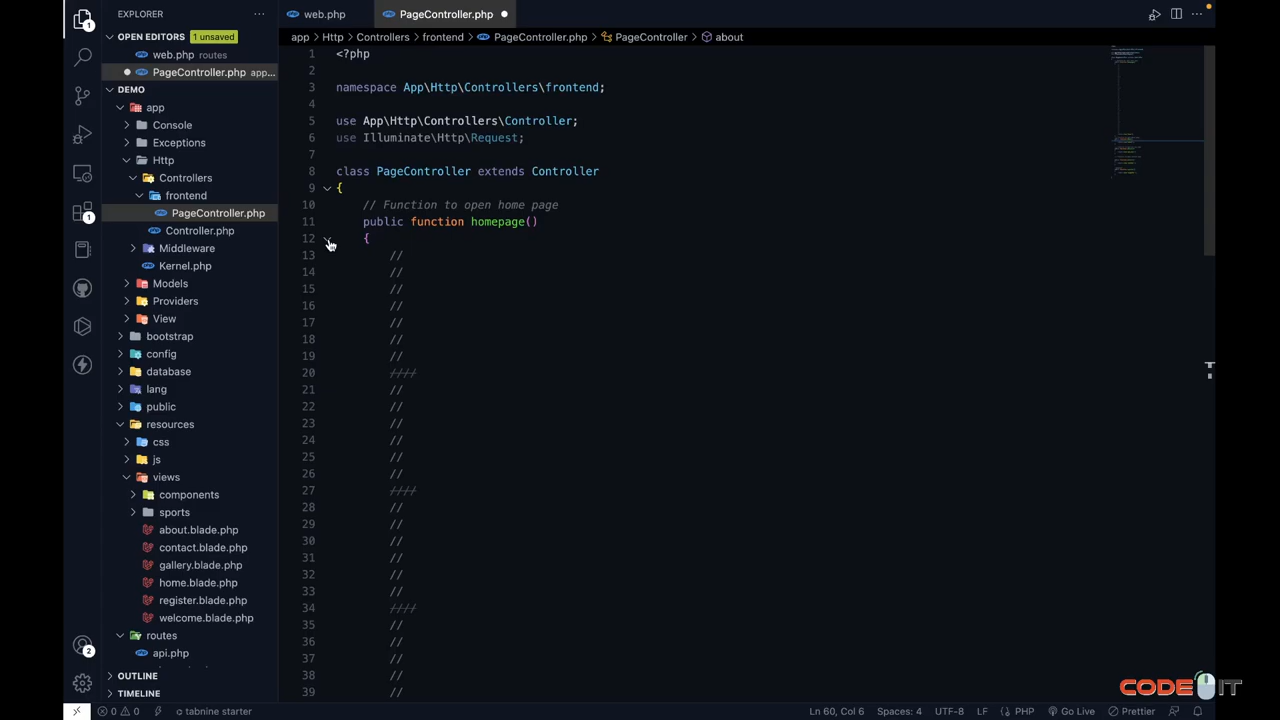 EXPLORER
web.php
PageController.php
OPEN EDITORS 1 unsaved
web.php routes
PageController.php app...
app Http Controllers frontend PageController.php PageController about
DEMO
app
Console
Exceptions
Http
Controllers
frontend
PageController.php
Controller.php
Middleware
Kernel.php
Models
Providers
View
bootstrap
config
database
lang
public
resources
css
js
views
components
sports
about.blade.php
contact.blade.php
gallery.blade.php
home.blade.php
register.blade.php
welcome.blade.php
routes
api.php
OUTLINE
TIMELINE
1 <?php
2
3 namespace App\Http\Controllers\frontend;
4
5 use App\Http\Controllers\Controller;
6 use Illuminate\Http\Request;
7
8 class PageController extends Controller
9 {
10 // Function to open home page
11 public function homepage()
12 {
13 //
14 //
15 //
16 //
17 //
18 //
19 //
20 ////
21 //
22 //
23 //
24 //
25 //
26 //
27 ////
28 //
29 //
30 //
31 //
32 //
33 //
34 ////
35 //
36 //
37 //
38 //
39 //
1
1
2
CODE IT
0 0 tabnine starter Ln 60, Col 6 Spaces: 4 UTF-8 LF PHP Go Live Prettier